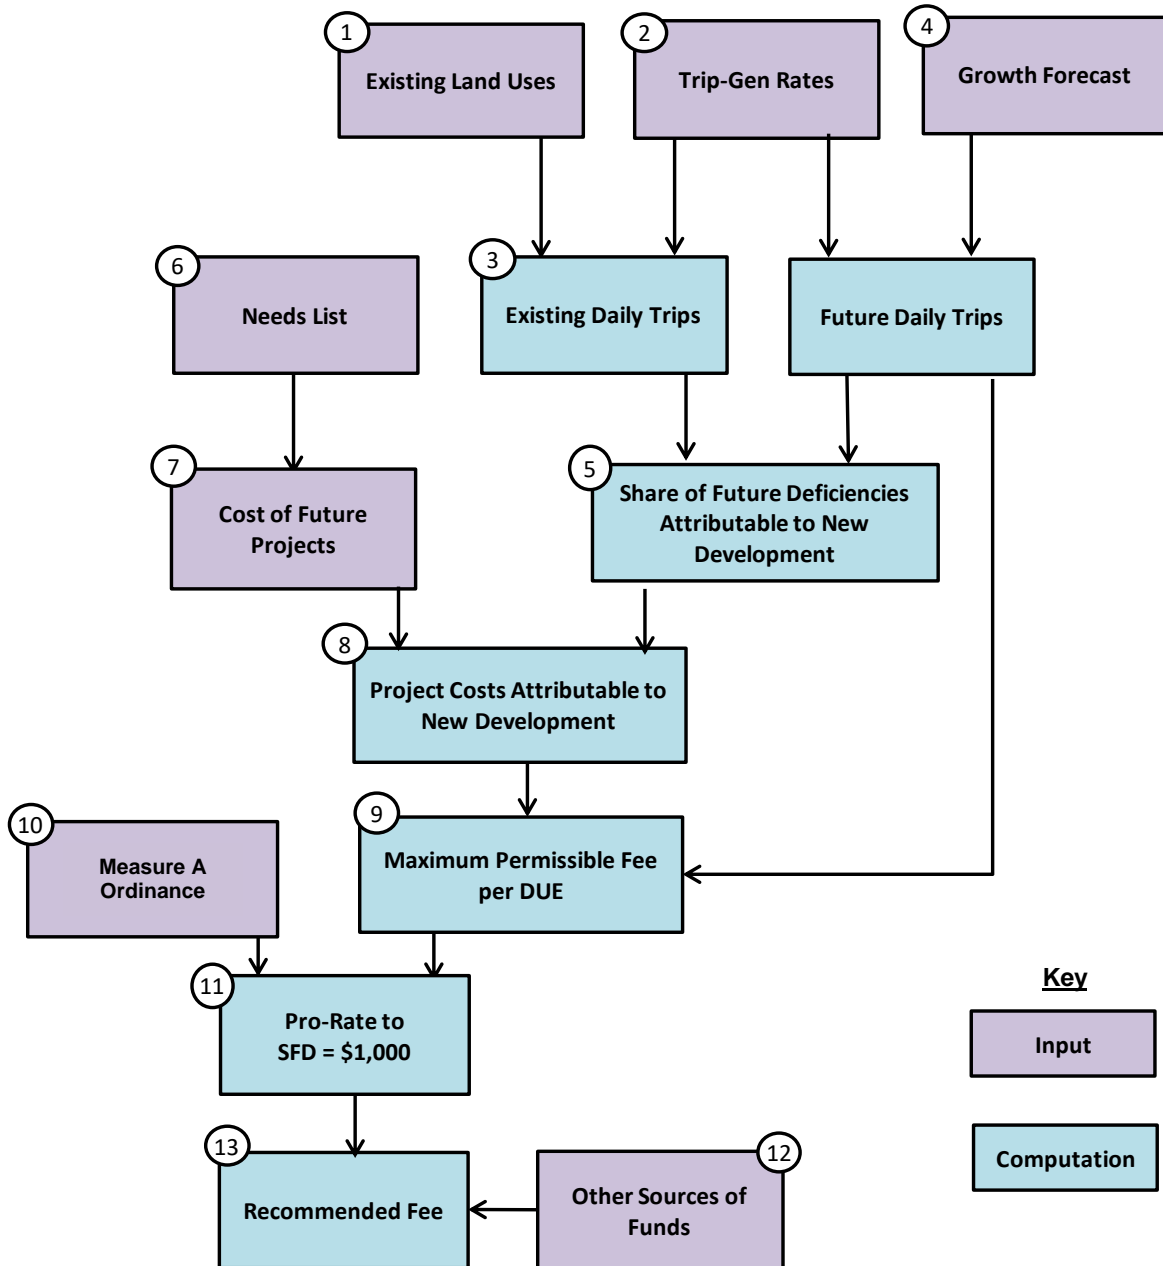 1
Existing Land Uses
2
Trip-Gen Rates
4
Growth Forecast
6
Needs List
3
Existing Daily Trips
Future Daily Trips
7
Cost of Future
Projects
5
Share of Future Deficiencies
Attributable to New
Development
8
Project Costs Attributable to
New Development
10
Measure A
Ordinance
9
Maximum Permissible Fee
per DUE
11
Pro-Rate to
SFD = $1,000
Key
Input
Computation
13
Recommended Fee
12
Other Sources of
Funds